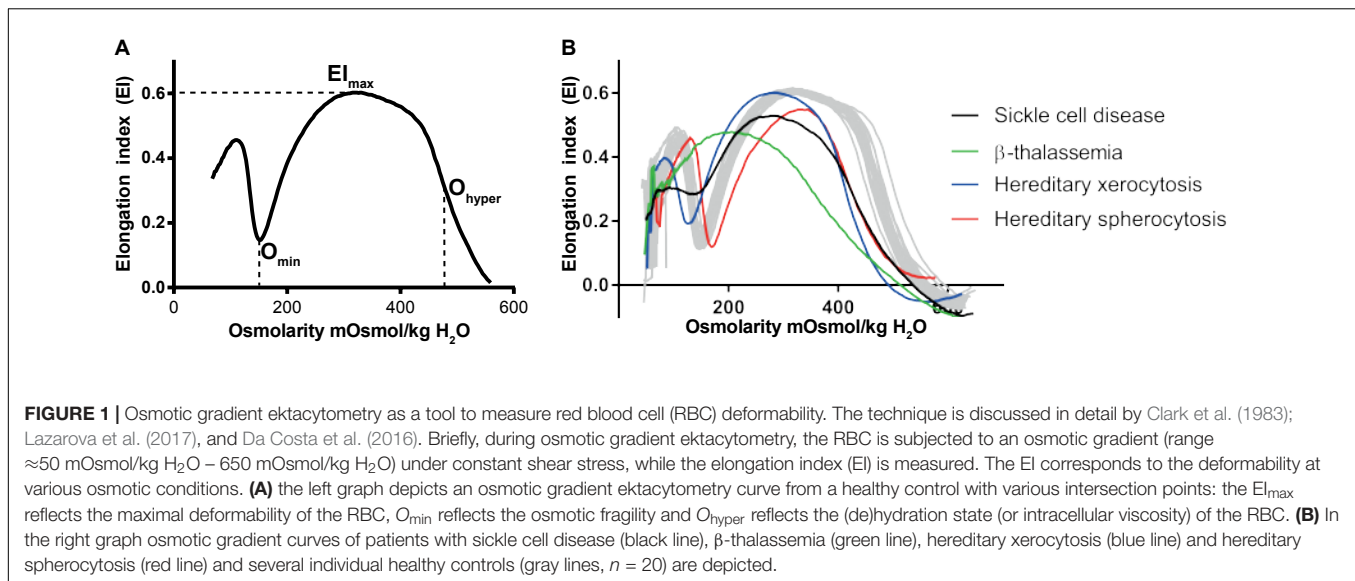 A
EI_max
Elongation index (EI)
0.6
0.4
0.2
0.0
O_min
O_hyper
0 200 400 600
Osmolarity mOsmol/kg H₂O
B
Elongation index (EI)
0.6
0.4
0.2
0.0
200 400
Osmolarity mOsmol/kg H₂O
Sickle cell disease
β-thalassemia
Hereditary xerocytosis
Hereditary spherocytosis
FIGURE 1 | Osmotic gradient ektacytometry as a tool to measure red blood cell (RBC) deformability. The technique is discussed in detail by Clark et al. (1983);
Lazarova et al. (2017), and Da Costa et al. (2016). Briefly, during osmotic gradient ektacytometry, the RBC is subjected to an osmotic gradient (range
≈50 mOsmol/kg H₂O – 650 mOsmol/kg H₂O) under constant shear stress, while the elongation index (EI) is measured. The EI corresponds to the deformability at
various osmotic conditions. (A) the left graph depicts an osmotic gradient ektacytometry curve from a healthy control with various intersection points: the EI_max
reflects the maximal deformability of the RBC, O_min reflects the osmotic fragility and O_hyper reflects the (de)hydration state (or intracellular viscosity) of the RBC. (B) In
the right graph osmotic gradient curves of patients with sickle cell disease (black line), β-thalassemia (green line), hereditary xerocytosis (blue line) and hereditary
spherocytosis (red line) and several individual healthy controls (gray lines, n = 20) are depicted.